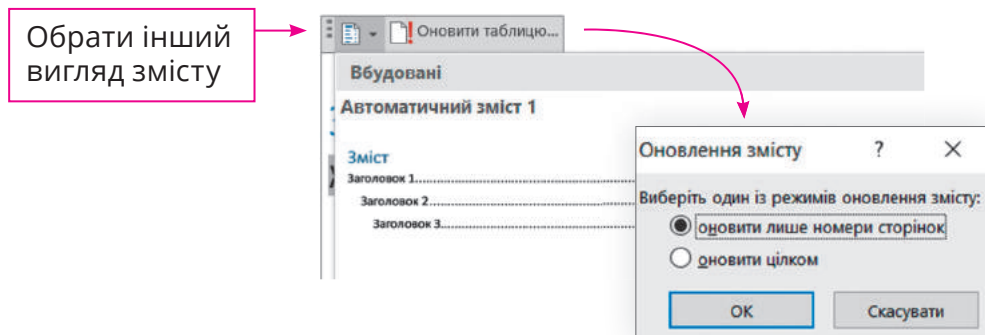 Обрати інший
вигляд змісту
Оновити таблицю...
Вбудовані
Автоматичний зміст 1
Зміст
Заголовок 1
Заголовок 2
Заголовок 3
Оновлення змісту ? ✕
Виберіть один із режимів оновлення змісту:
оновити лише номери сторінок
оновити цілком
ОК Скасувати